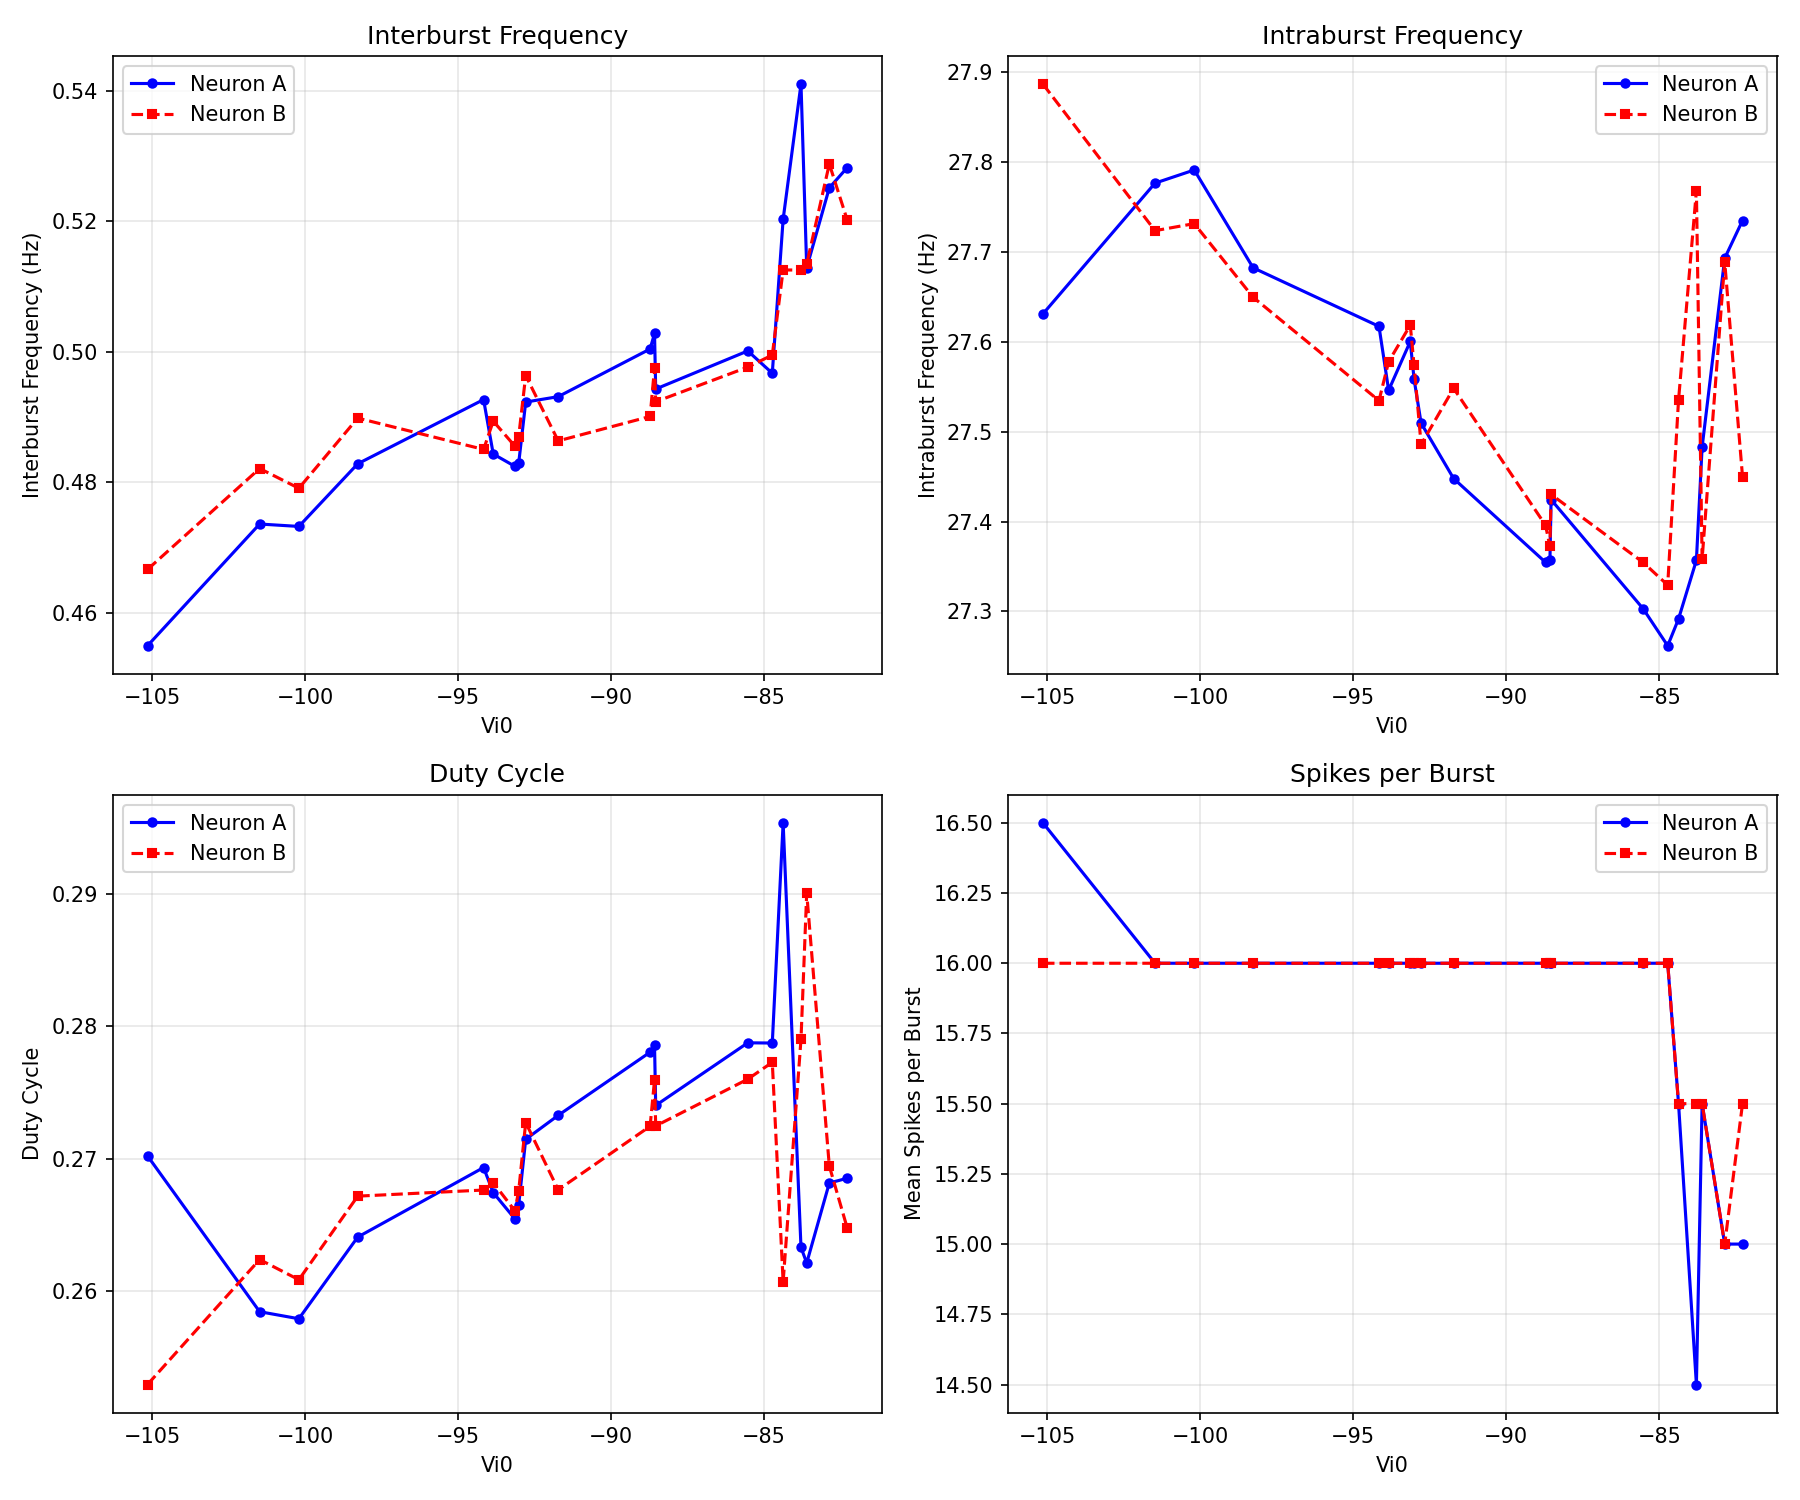 Interburst Frequency
Neuron A
Neuron B
0.54
0.52
0.50
0.48
0.46
Interburst Frequency (Hz)
−105
−100
−95
−90
−85
Vi0
Intraburst Frequency
Neuron A
Neuron B
27.9
27.8
27.7
27.6
27.5
27.4
27.3
Intraburst Frequency (Hz)
−105
−100
−95
−90
−85
Vi0
Duty Cycle
Neuron A
Neuron B
0.29
0.28
0.27
0.26
Duty Cycle
−105
−100
−95
−90
−85
Vi0
Spikes per Burst
Neuron A
Neuron B
16.50
16.25
16.00
15.75
15.50
15.25
15.00
14.75
14.50
Mean Spikes per Burst
−105
−100
−95
−90
−85
Vi0